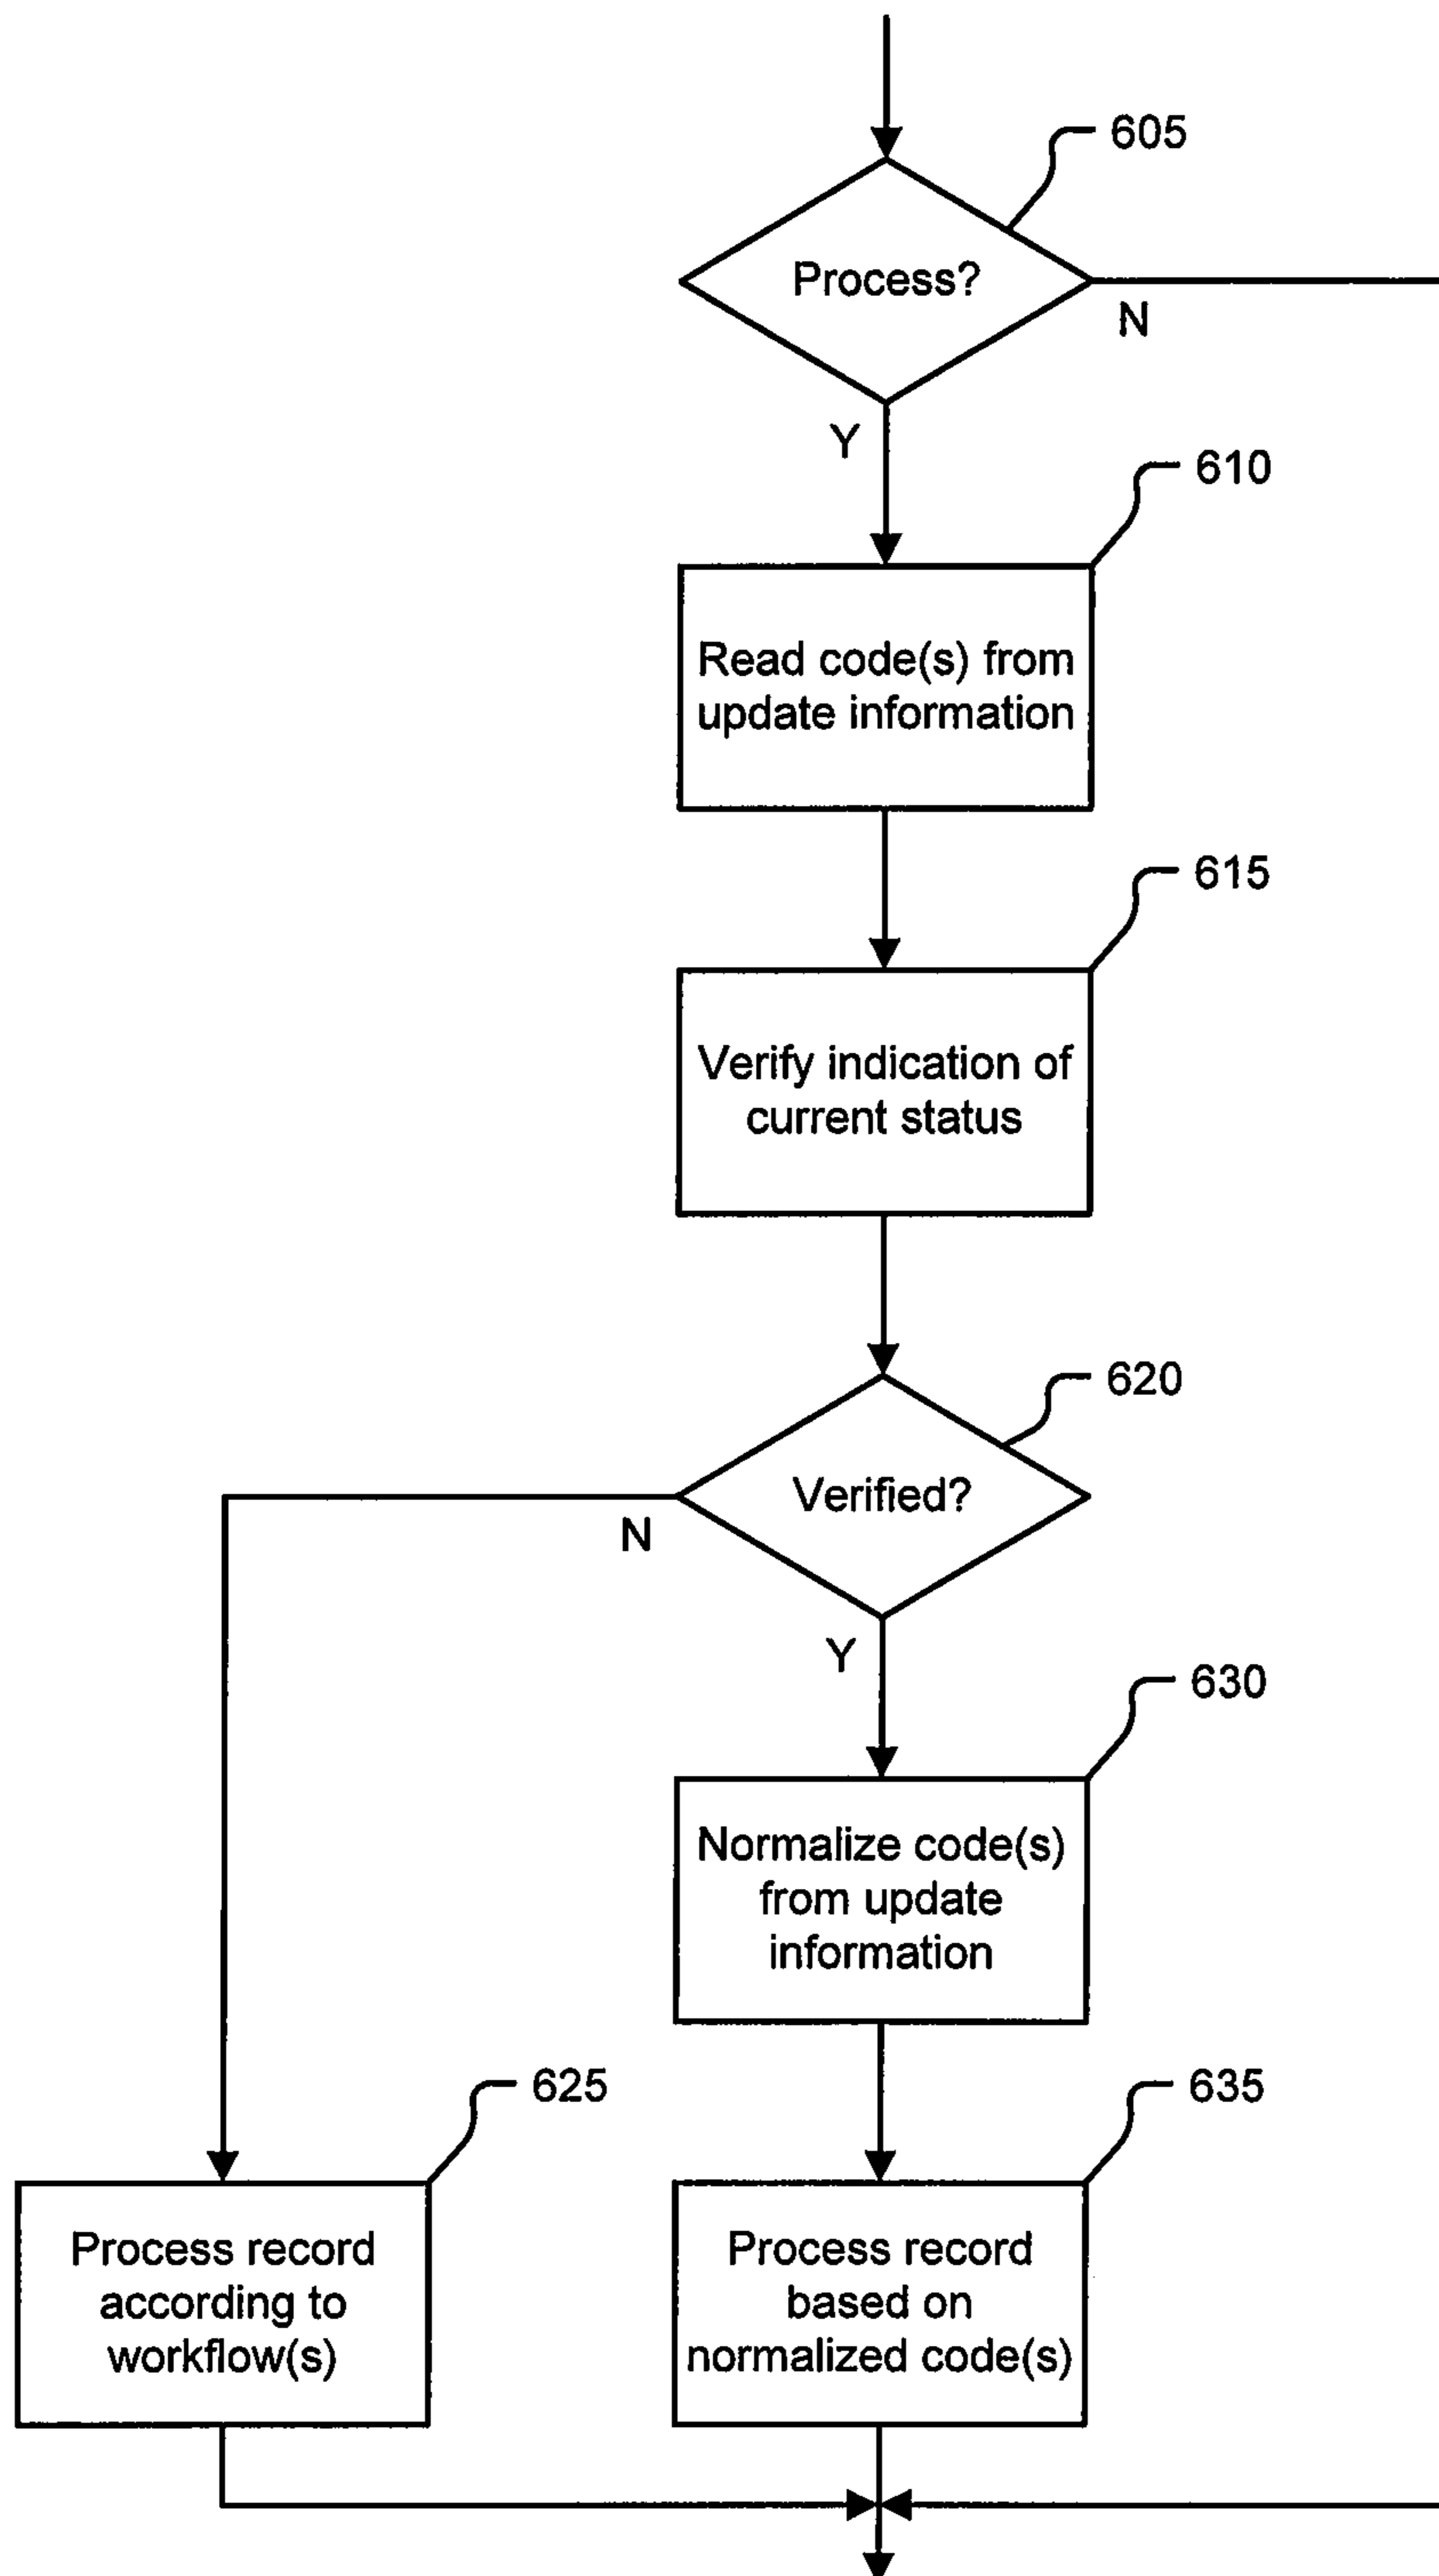 605
Process?
N
Y
610
Read code(s) from
update information
615
Verify indication of
current status
620
Verified?
N
Y
630
Normalize code(s)
from update
information
625
635
Process record
according to
workflow(s)
Process record
based on
normalized code(s)